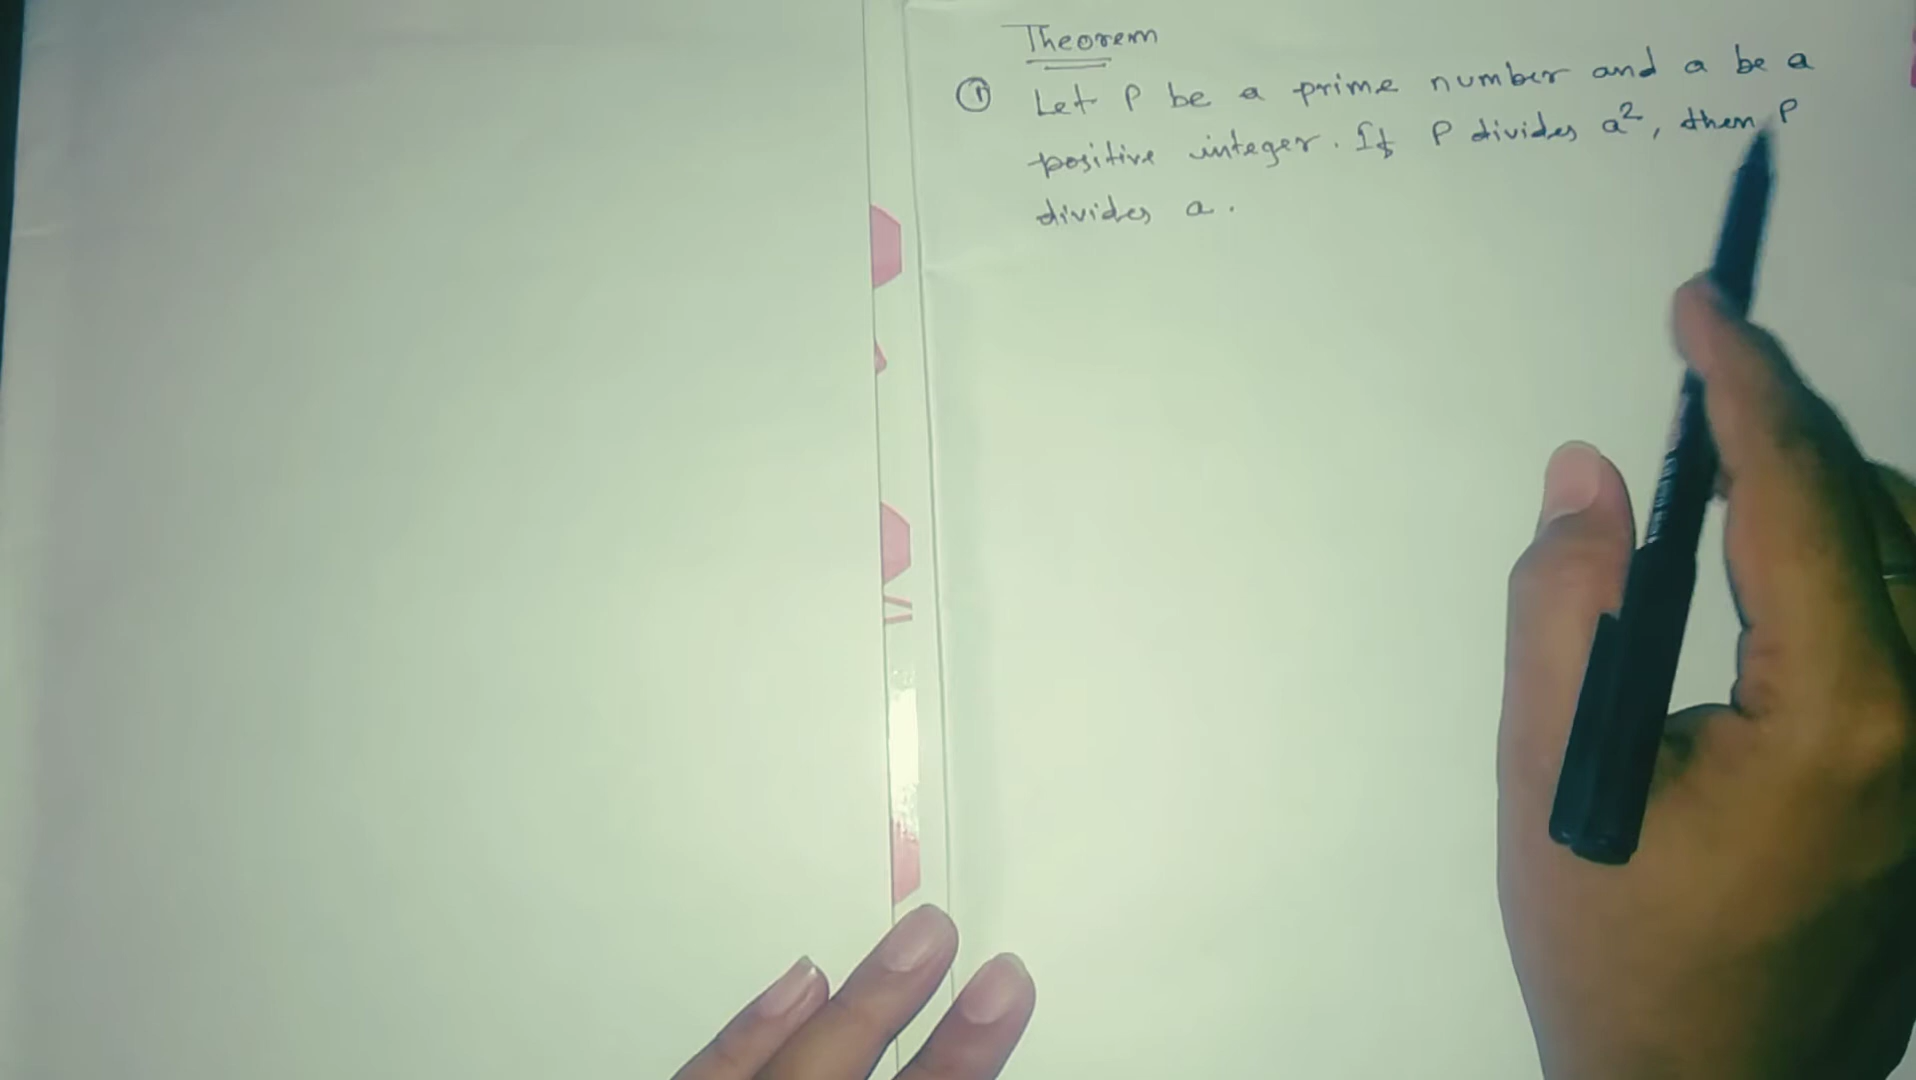 Theorem
① Let P be a prime number and a be a
positive integer. If P divides a², then P
divides a.